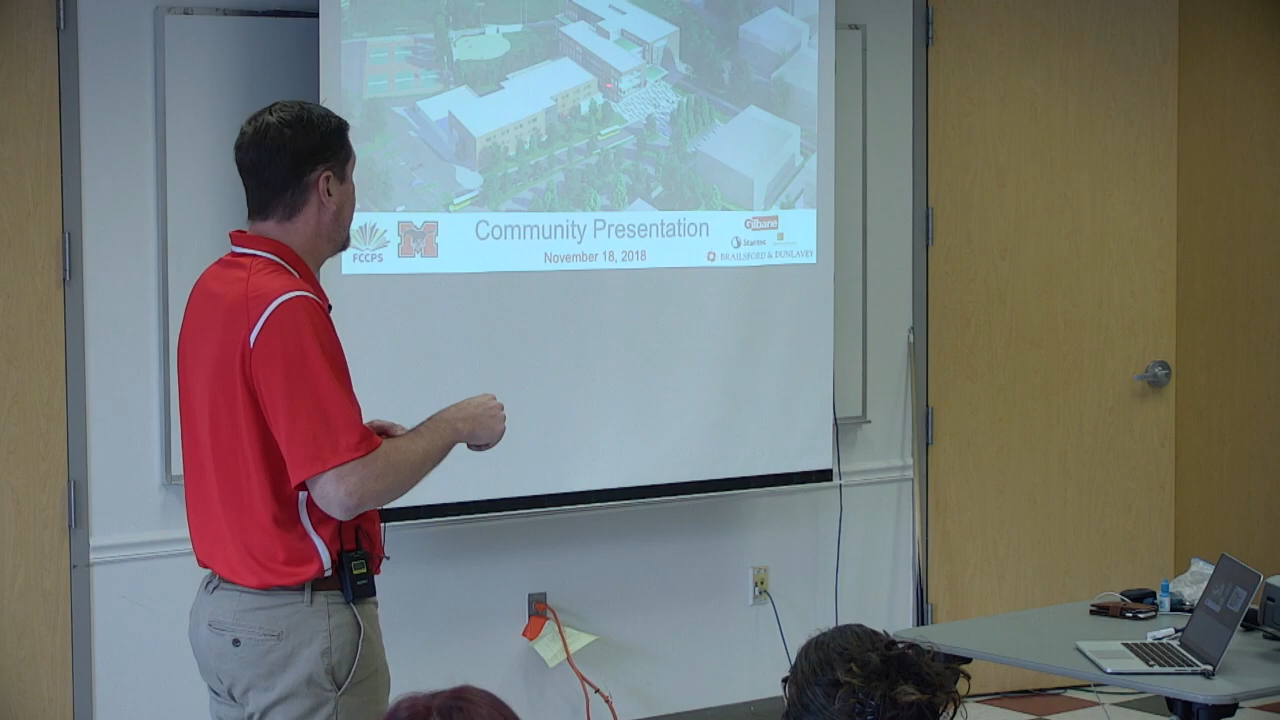 Community Presentation
November 18, 2018
FCCPS
M
Gilbane
Stantec
BRAILSFORD & DUNLAVEY